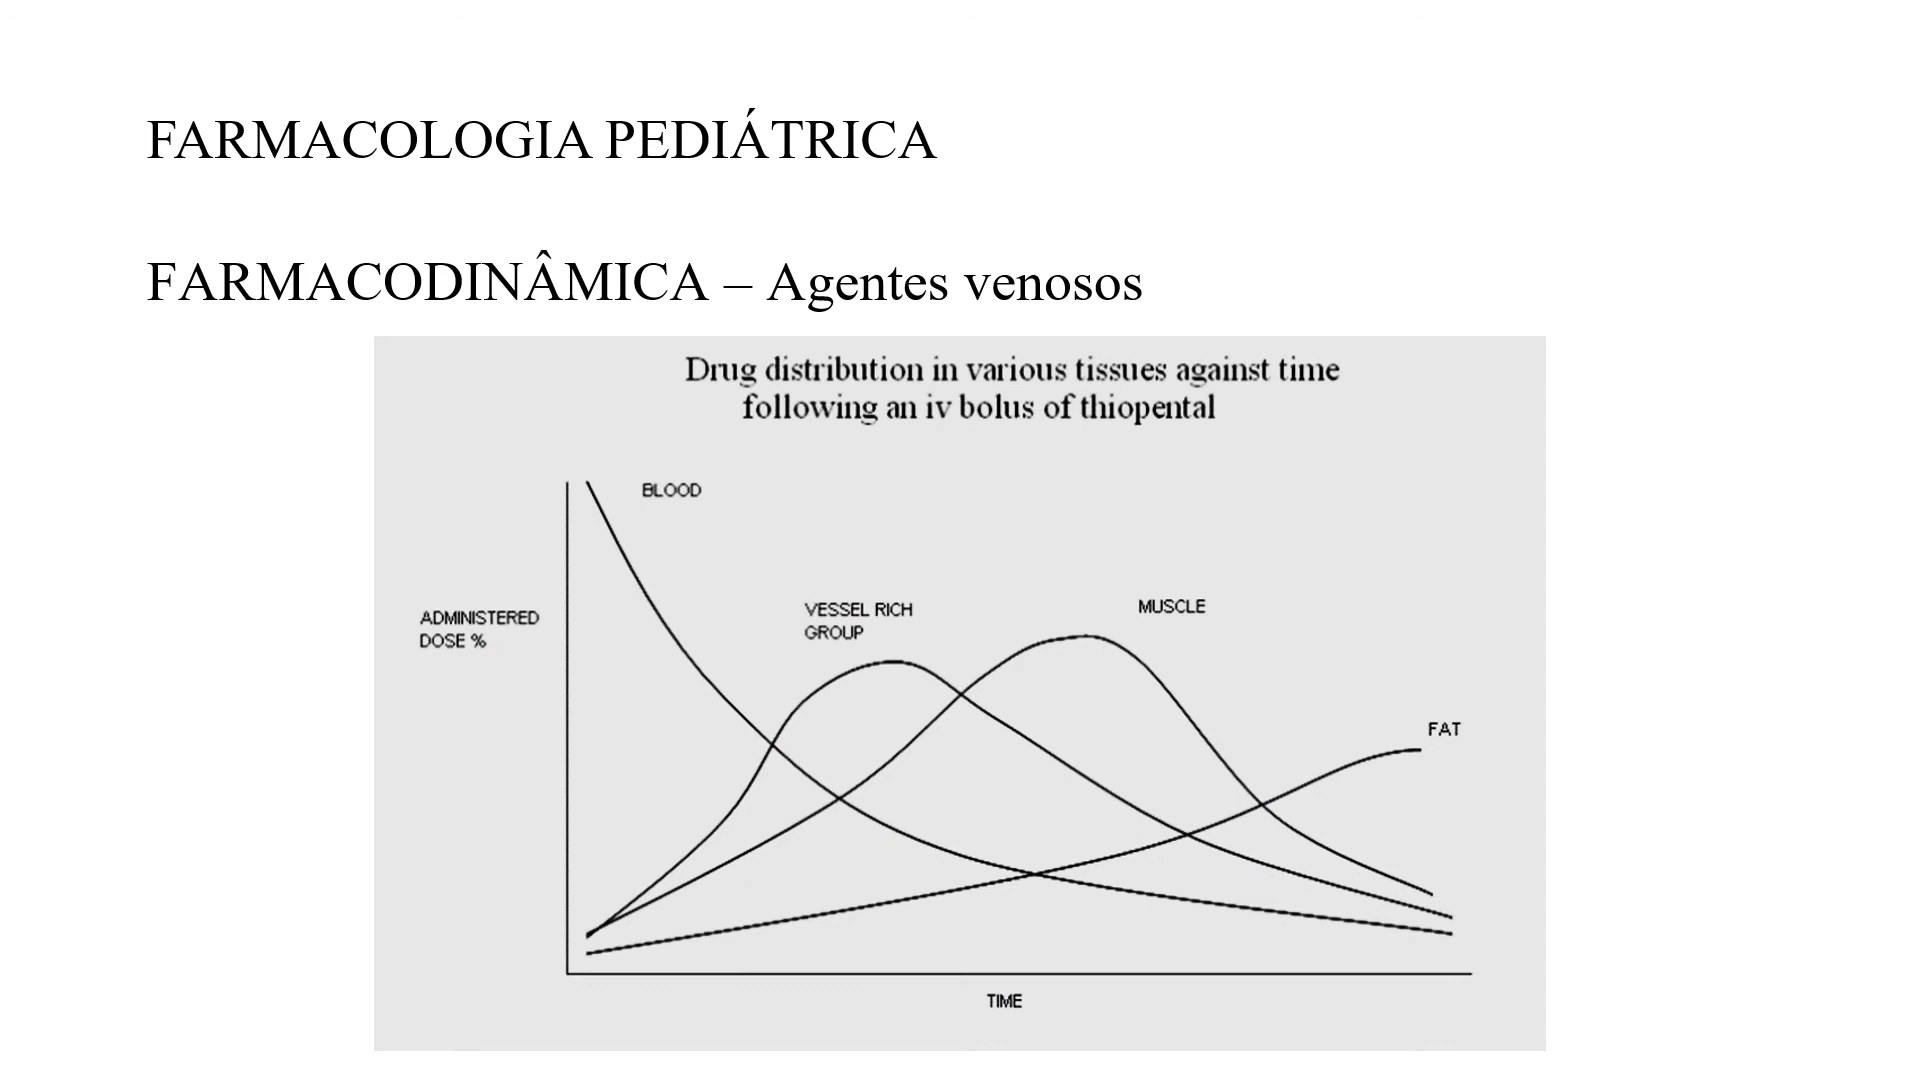 FARMACOLOGIA PEDIÁTRICA
FARMACODINÂMICA – Agentes venosos
Drug distribution in various tissues against time
following an iv bolus of thiopental
BLOOD
ADMINISTERED
DOSE %
VESSEL RICH
GROUP
MUSCLE
FAT
TIME